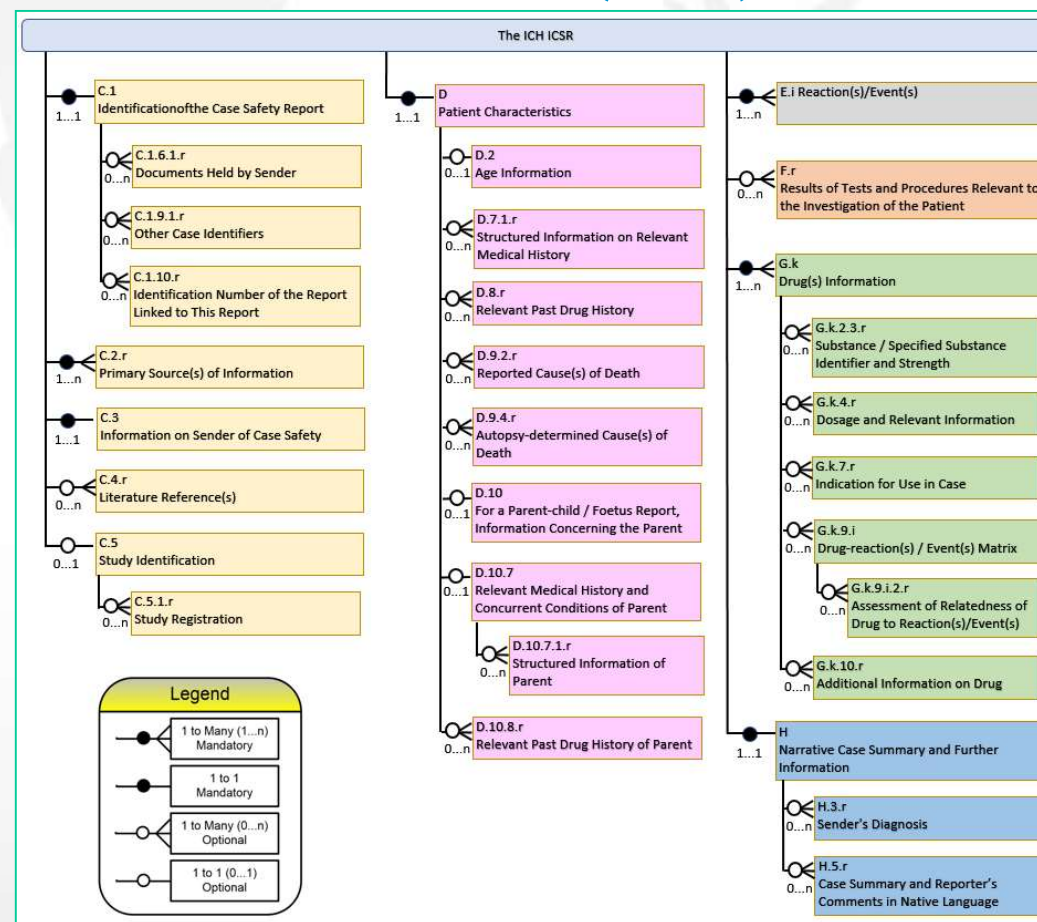 The ICH ICSR
C.1
Identificationofthe Case Safety Report
1...1
C.1.6.1.r
Documents Held by Sender
0...n
C.1.9.1.r
Other Case Identifiers
0...n
C.1.10.r
Identification Number of the Report
Linked to This Report
0...n
C.2.r
Primary Source(s) of Information
1...n
C.3
Information on Sender of Case Safety
1...1
C.4.r
Literature Reference(s)
0...n
C.5
Study Identification
0...1
C.5.1.r
Study Registration
0...n
Legend
1 to Many (1...n)
Mandatory
1 to 1
Mandatory
1 to Many (0...n)
Optional
1 to 1 (0...1)
Optional
D
Patient Characteristics
1...1
D.2
Age Information
0...1
D.7.1.r
Structured Information on Relevant
Medical History
0...n
D.8.r
Relevant Past Drug History
0...n
D.9.2.r
Reported Cause(s) of Death
0...n
D.9.4.r
Autopsy-determined Cause(s) of
Death
0...n
D.10
For a Parent-child / Foetus Report,
Information Concerning the Parent
0...1
D.10.7
Relevant Medical History and
Concurrent Conditions of Parent
0...1
D.10.7.1.r
Structured Information of
Parent
0...n
D.10.8.r
Relevant Past Drug History of Parent
0...n
E.i Reaction(s)/Event(s)
1...n
F.r
Results of Tests and Procedures Relevant to
the Investigation of the Patient
0...n
G.k
Drug(s) Information
1...n
G.k.2.3.r
Substance / Specified Substance
Identifier and Strength
0...n
G.k.4.r
Dosage and Relevant Information
0...n
G.k.7.r
Indication for Use in Case
0...n
G.k.9.i
Drug-reaction(s) / Event(s) Matrix
0...n
G.k.9.i.2.r
Assessment of Relatedness of
Drug to Reaction(s)/Event(s)
0...n
G.k.10.r
Additional Information on Drug
0...n
H
Narrative Case Summary and Further
Information
1...1
H.3.r
Sender's Diagnosis
0...n
H.5.r
Case Summary and Reporter's
Comments in Native Language
0...n